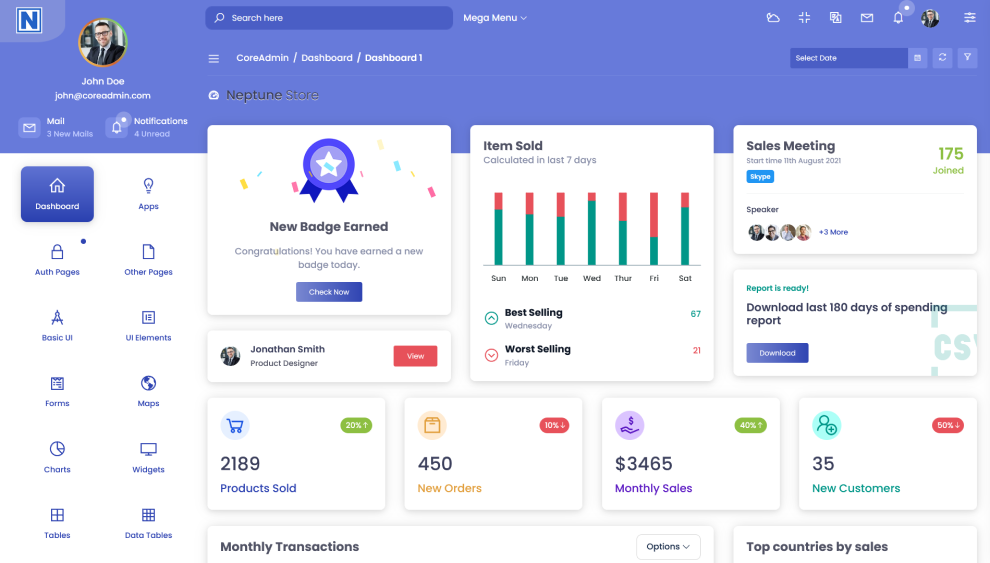 N
Search here
Mega Menu
John Doe
john@coreadmin.com
Mail
3 New Mails
Notifications
4 Unread
CoreAdmin / Dashboard / Dashboard 1
Select Date
Neptune Store
Dashboard
Apps
Auth Pages
Other Pages
Basic UI
UI Elements
Forms
Maps
Charts
Widgets
Tables
Data Tables
New Badge Earned
Congratulations! You have earned a new
badge today.
Check Now
Jonathan Smith
Product Designer
View
Item Sold
Calculated in last 7 days
Sun Mon Tue Wed Thur Fri Sat
Best Selling
Wednesday
67
Worst Selling
Friday
21
Sales Meeting
Start time 11th August 2021
Skype
175
Joined
Speaker
+3 More
Report is ready!
Download last 180 days of spending
report
Download
CSV
20%
2189
Products Sold
10%
450
New Orders
40%
$
$3465
Monthly Sales
50%
35
New Customers
Monthly Transactions
Options
Top countries by sales